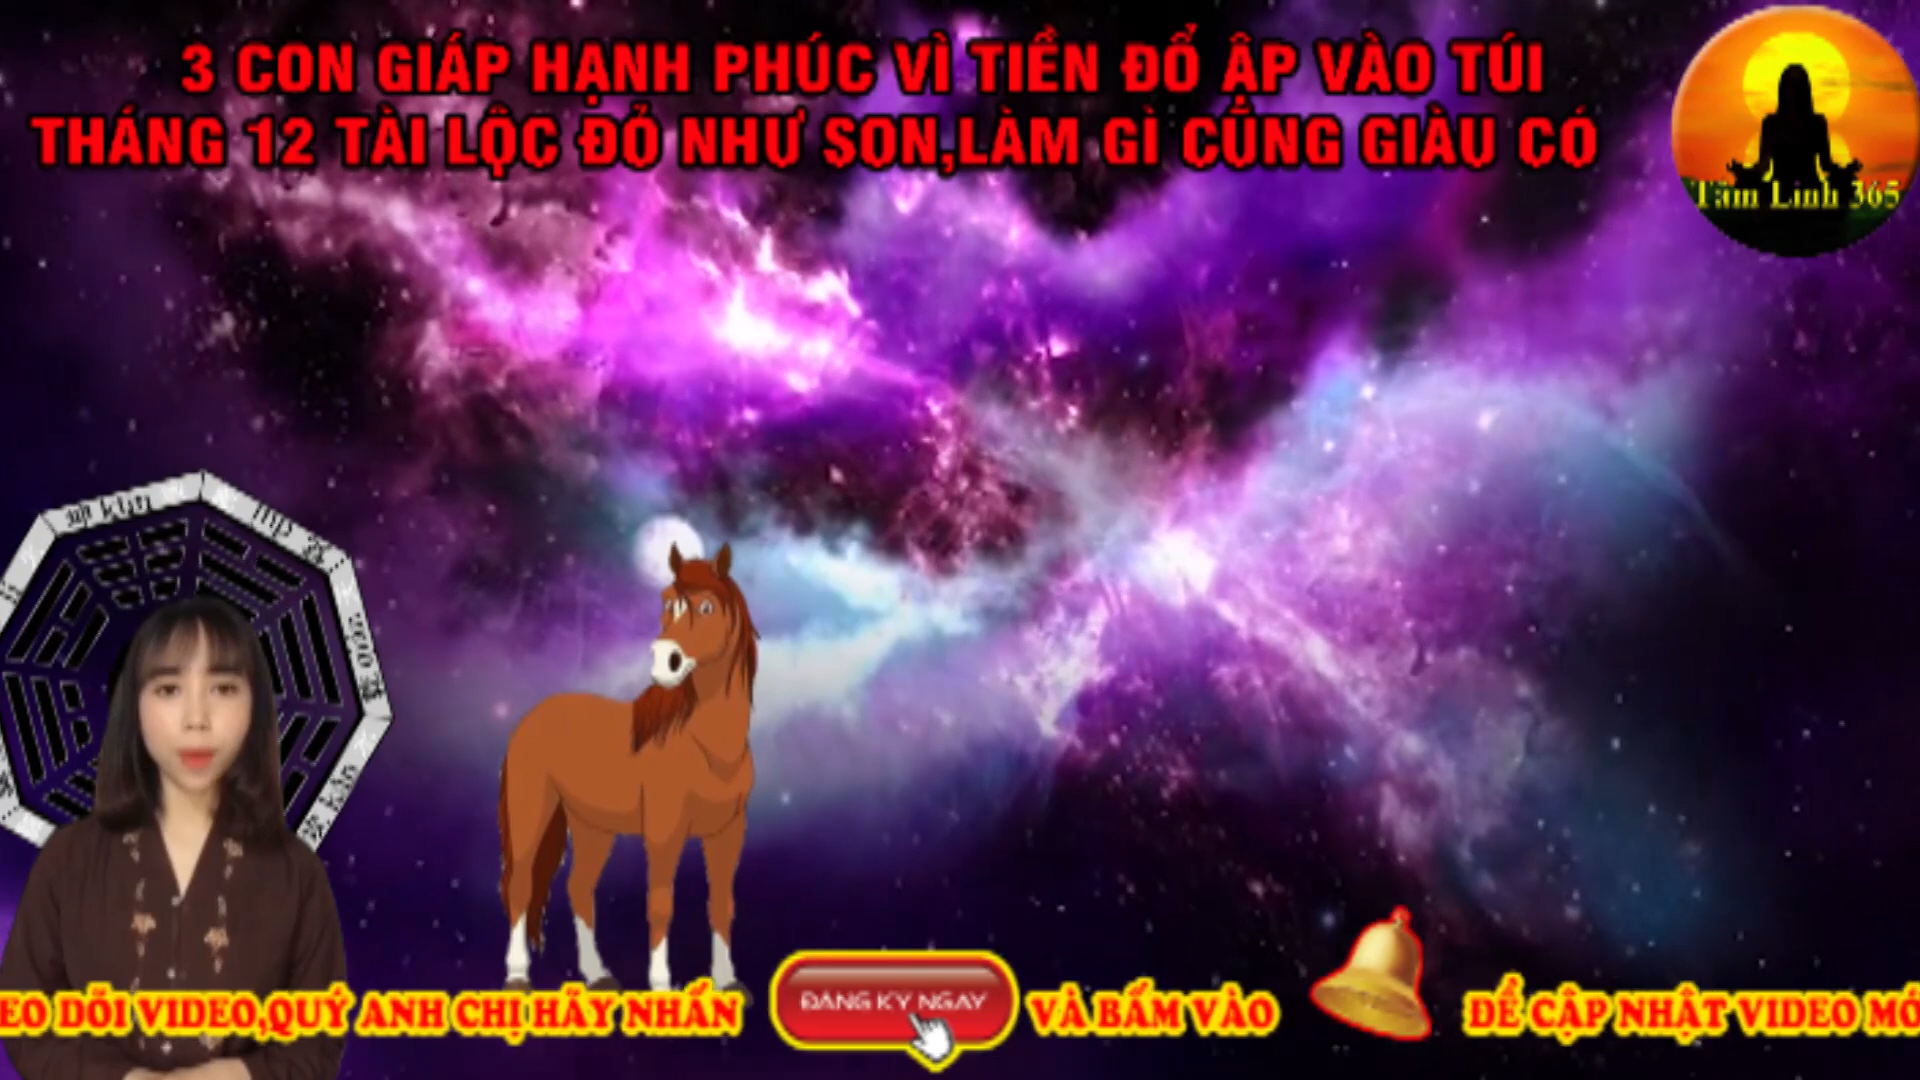 3 CON GIÁP HẠNH PHÚC VÌ TIỀN ĐỔ ẬP VÀO TÚI
THÁNG 12 TÀI LỘC ĐỎ NHƯ SON,LÀM GÌ CŨNG GIÀU CÓ
Tâm Linh 365
EO DÕI VIDEO,QUÝ ANH CHỊ HÃY NHẤN
ĐĂNG KÝ NGAY
VÀ BẤM VÀO
ĐỂ CẬP NHẬT VIDEO MỚ